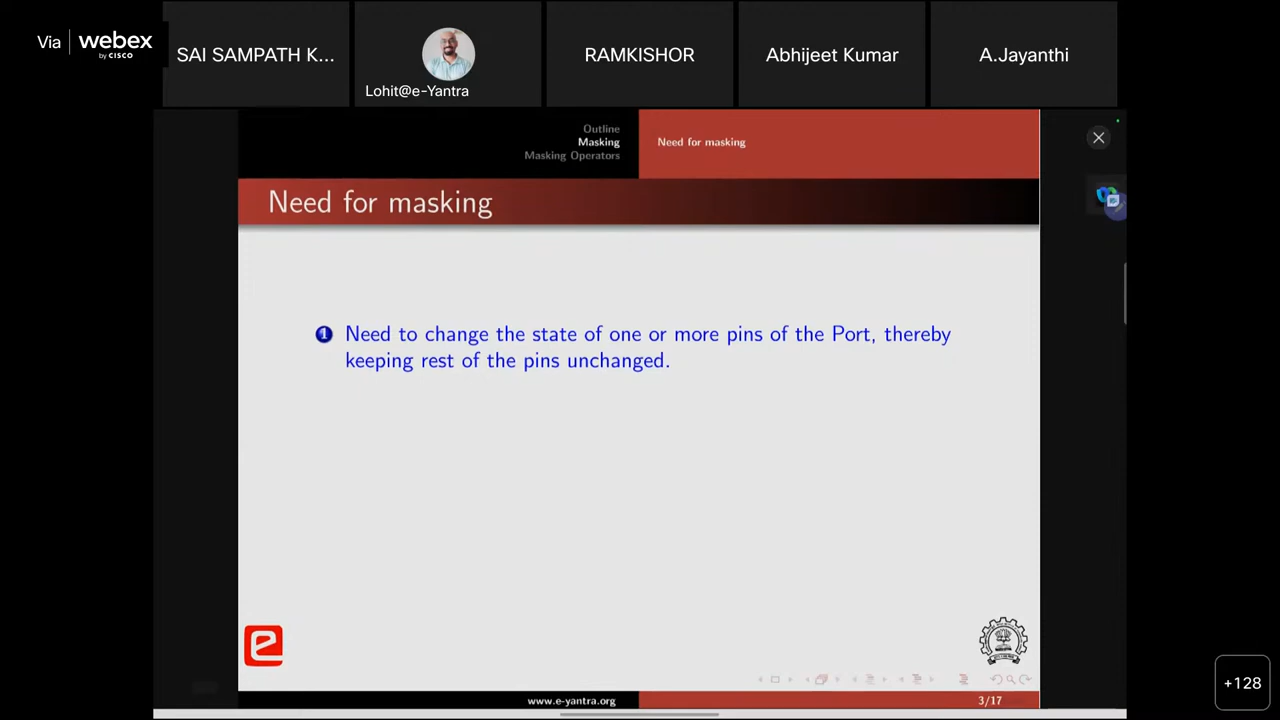 Via webex
by CISCO
SAI SAMPATH K...
Lohit@e-Yantra
RAMKISHOR
Abhijeet Kumar
A.Jayanthi
Outline
Masking
Masking Operators
Need for masking
Need for masking
1 Need to change the state of one or more pins of the Port, thereby
keeping rest of the pins unchanged.
e
www.e-yantra.org
3/17
+128